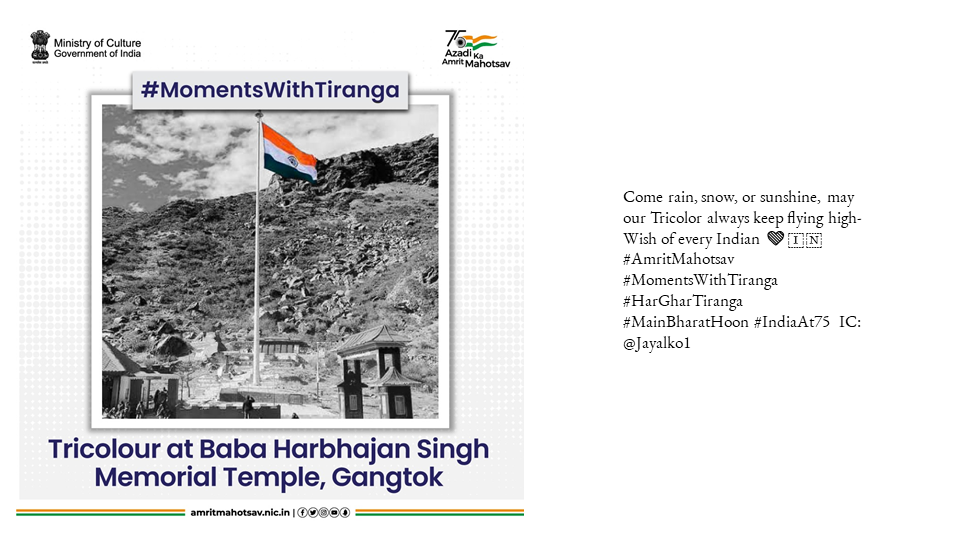 Ministry of Culture
Government of India
75
Azadi Ka
Amrit Mahotsav
#MomentsWithTiranga
Tricolour at Baba Harbhajan Singh
Memorial Temple, Gangtok
amritmahotsav.nic.in |
Come rain, snow, or sunshine, may
our Tricolor always keep flying high-
Wish of every Indian 💚 🇮🇳
#AmritMahotsav
#MomentsWithTiranga
#HarGharTiranga
#MainBharatHoon #IndiaAt75 IC:
@Jayalko1